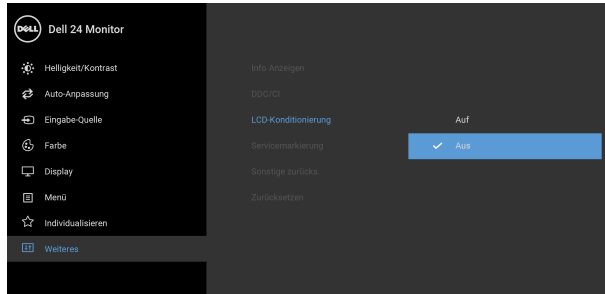 DELL
Dell 24 Monitor
Helligkeit/Kontrast
Auto-Anpassung
Eingabe-Quelle
Farbe
Display
Menü
Individualisieren
Weiteres
Info Anzeigen
DDC/CI
LCD-Konditionierung
Servicemarkierung
Sonstige zurücks.
Zurücksetzen
Auf
Aus